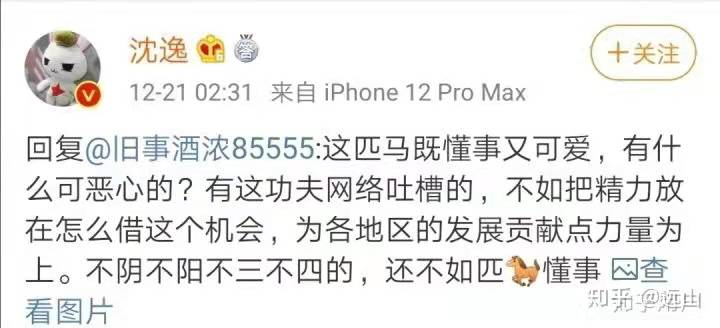 沈逸
+关注
12-21 02:31 来自 iPhone 12 Pro Max
回复@旧事酒浓85555:这匹马既懂事又可爱，有什
么可恶心的？有这功夫网络吐槽的，不如把精力放
在怎么借这个机会，为各地区的发展贡献点力量为
上。不阴不阳不三不四的，还不如匹🐎懂事 查
看图片
知乎